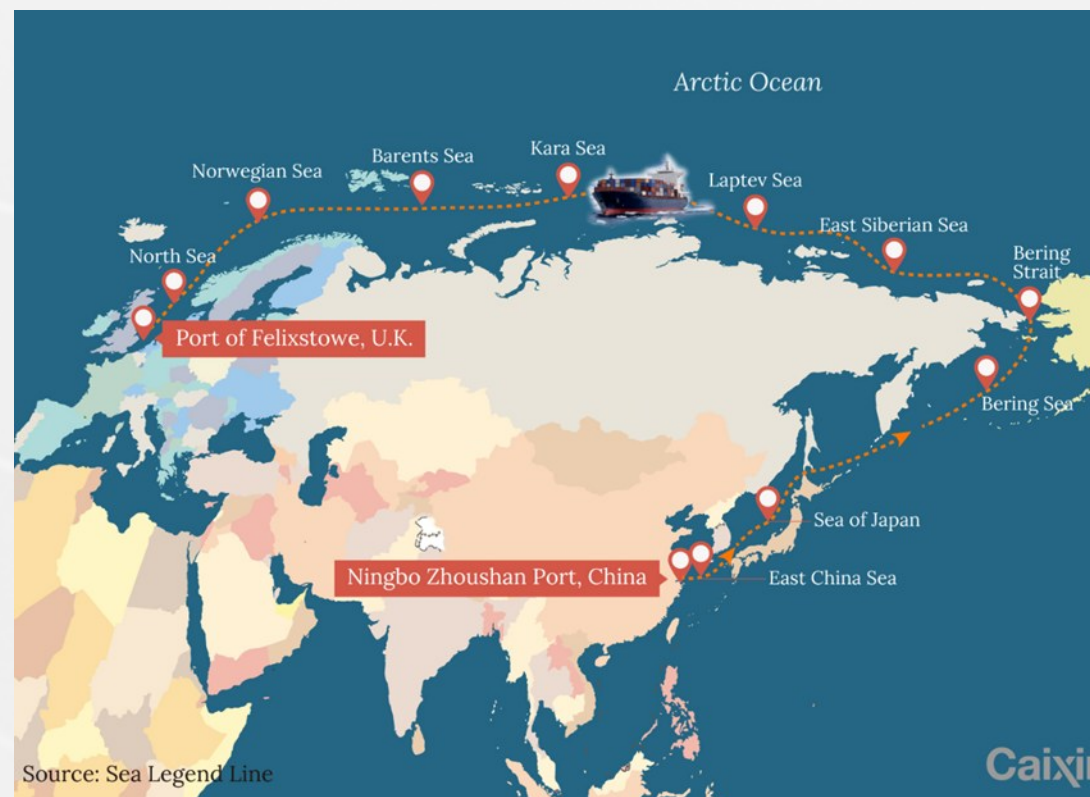 Arctic Ocean
Kara Sea
Barents Sea
Norwegian Sea
Laptev Sea
East Siberian Sea
North Sea
Bering
Strait
Port of Felixstowe, U.K.
Bering Sea
Sea of Japan
Ningbo Zhoushan Port, China
East China Sea
Source: Sea Legend Line
Caixin